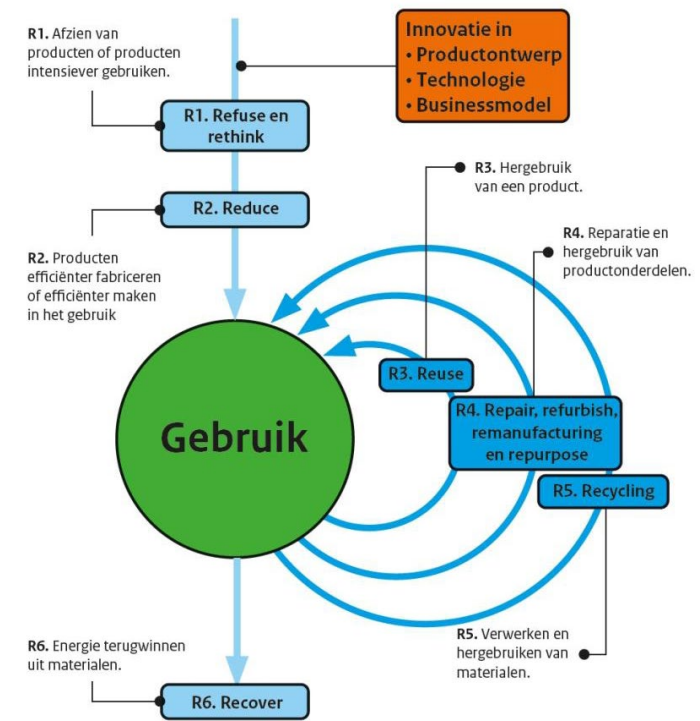 R1. Afzien van
producten of producten
intensiever gebruiken.
Innovatie in
• Productontwerp
• Technologie
• Businessmodel
R1. Refuse en
rethink
R3. Hergebruik
van een product.
R2. Reduce
R4. Reparatie en
hergebruik van
productonderdelen.
R2. Producten
efficiënter fabriceren
of efficiënter maken
in het gebruik
R3. Reuse
R4. Repair, refurbish,
remanufacturing
en repurpose
Gebruik
R5. Recycling
R5. Verwerken en
hergebruiken van
materialen.
R6. Energie terugwinnen
uit materialen.
R6. Recover